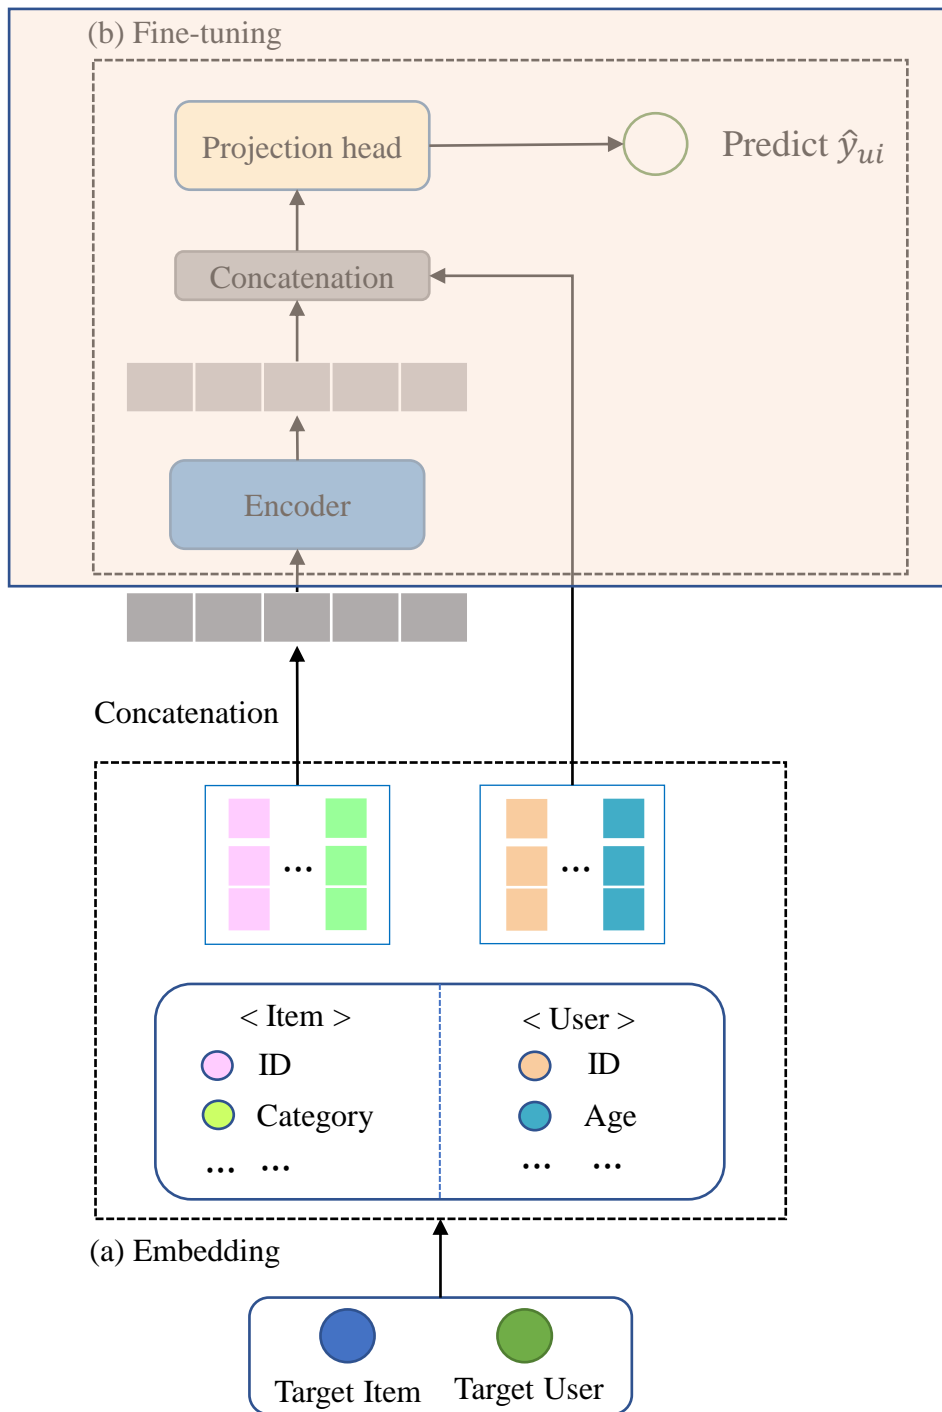 (b) Fine-tuning
Projection head
Predict ŷ_ui
Concatenation
Encoder
Concatenation
...
...
< Item >
< User >
ID
ID
Category
Age
... ...
... ...
(a) Embedding
Target Item
Target User